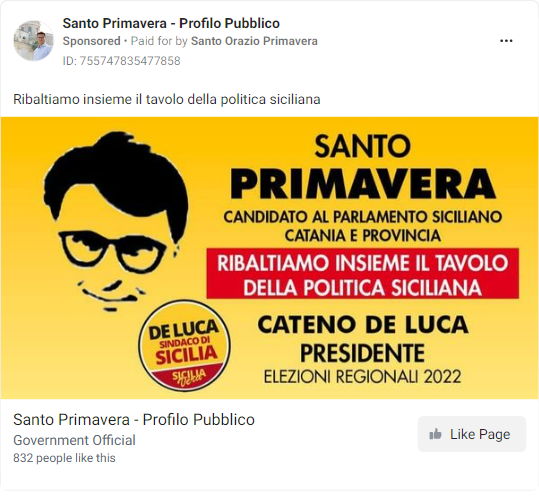 Santo Primavera - Profilo Pubblico
Sponsored • Paid for by Santo Orazio Primavera
ID: 755747835477858
Ribaltiamo insieme il tavolo della politica siciliana
SANTO
PRIMAVERA
CANDIDATO AL PARLAMENTO SICILIANO
CATANIA E PROVINCIA
RIBALTIAMO INSIEME IL TAVOLO
DELLA POLITICA SICILIANA
DE LUCA
SINDACO DI
SICILIA
SICILIA
Vera
CATENO DE LUCA
PRESIDENTE
ELEZIONI REGIONALI 2022
Santo Primavera - Profilo Pubblico
Government Official
832 people like this
Like Page